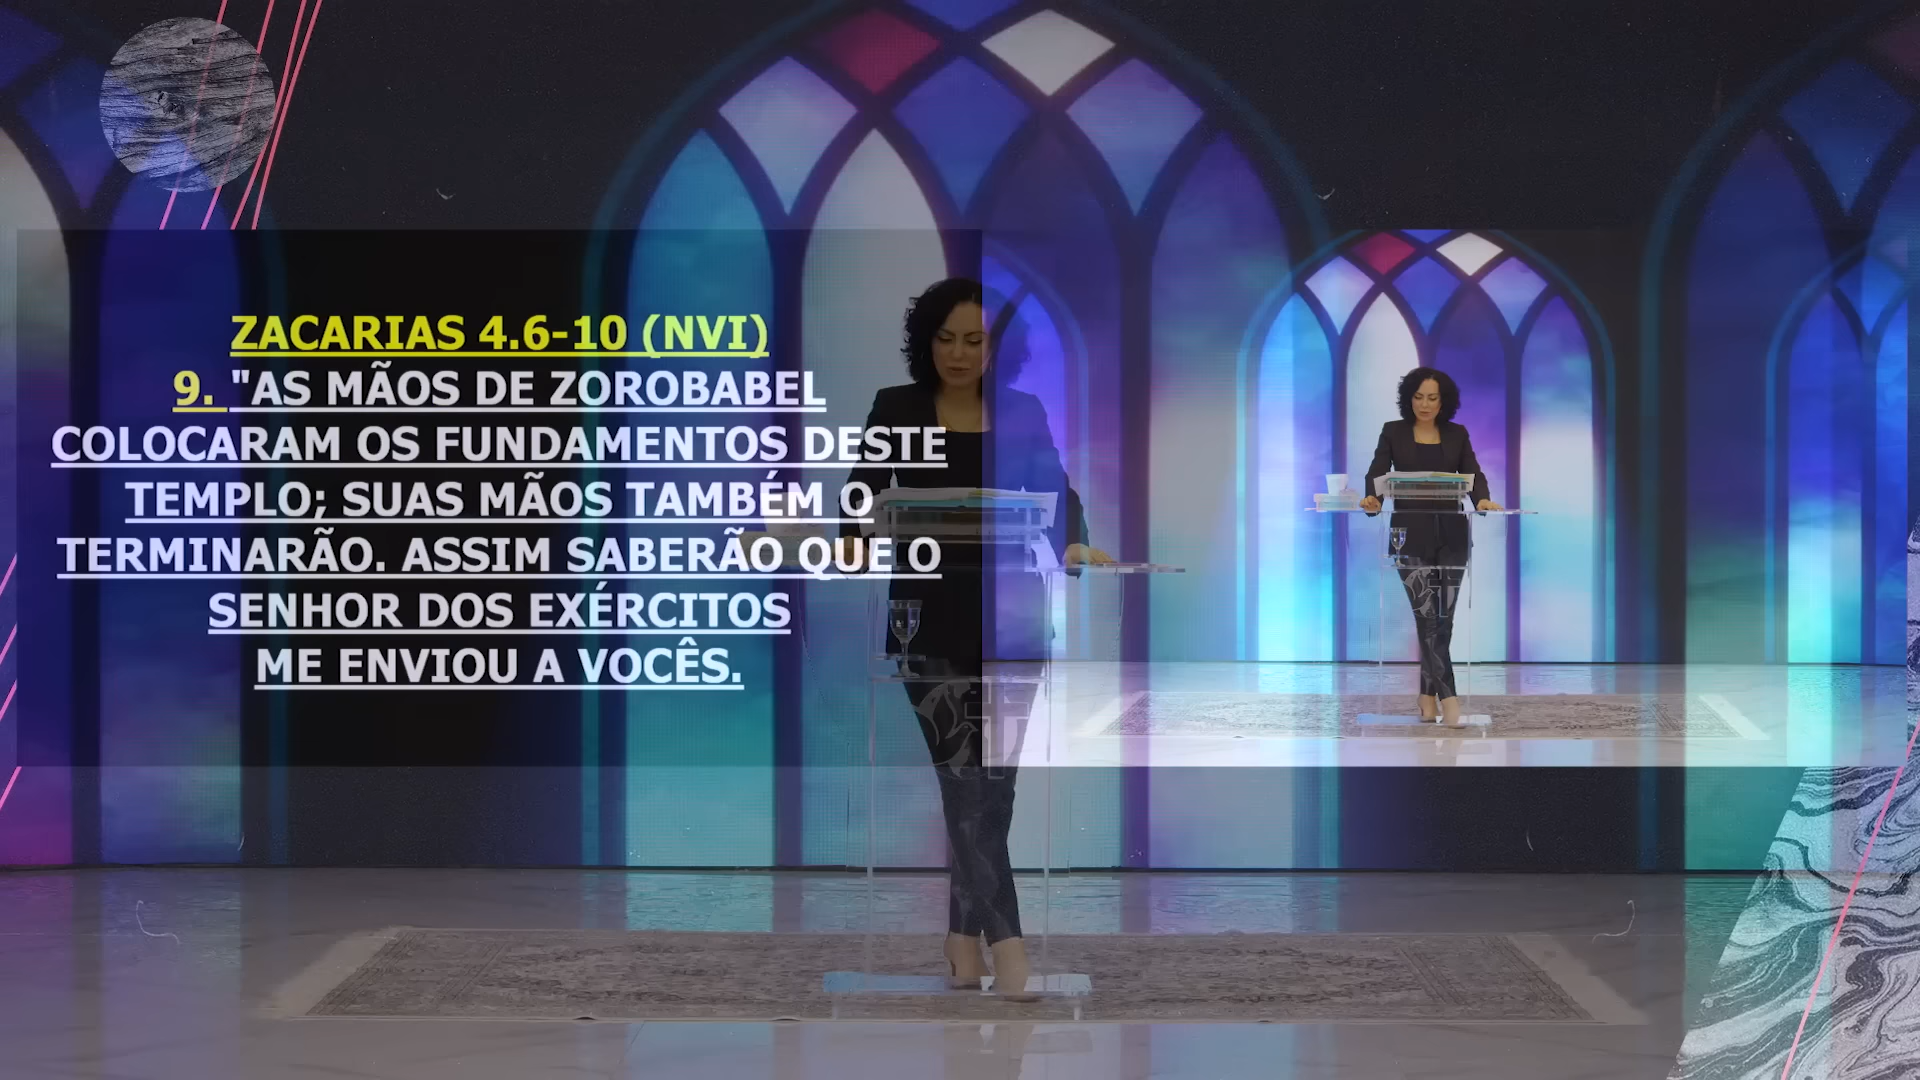 ZACARIAS 4.6-10 (NVI)
9. "AS MÃOS DE ZOROBABEL
COLOCARAM OS FUNDAMENTOS DESTE
TEMPLO; SUAS MÃOS TAMBÉM O
TERMINARÃO. ASSIM SABERÃO QUE O
SENHOR DOS EXÉRCITOS
ME ENVIOU A VOCÊS.